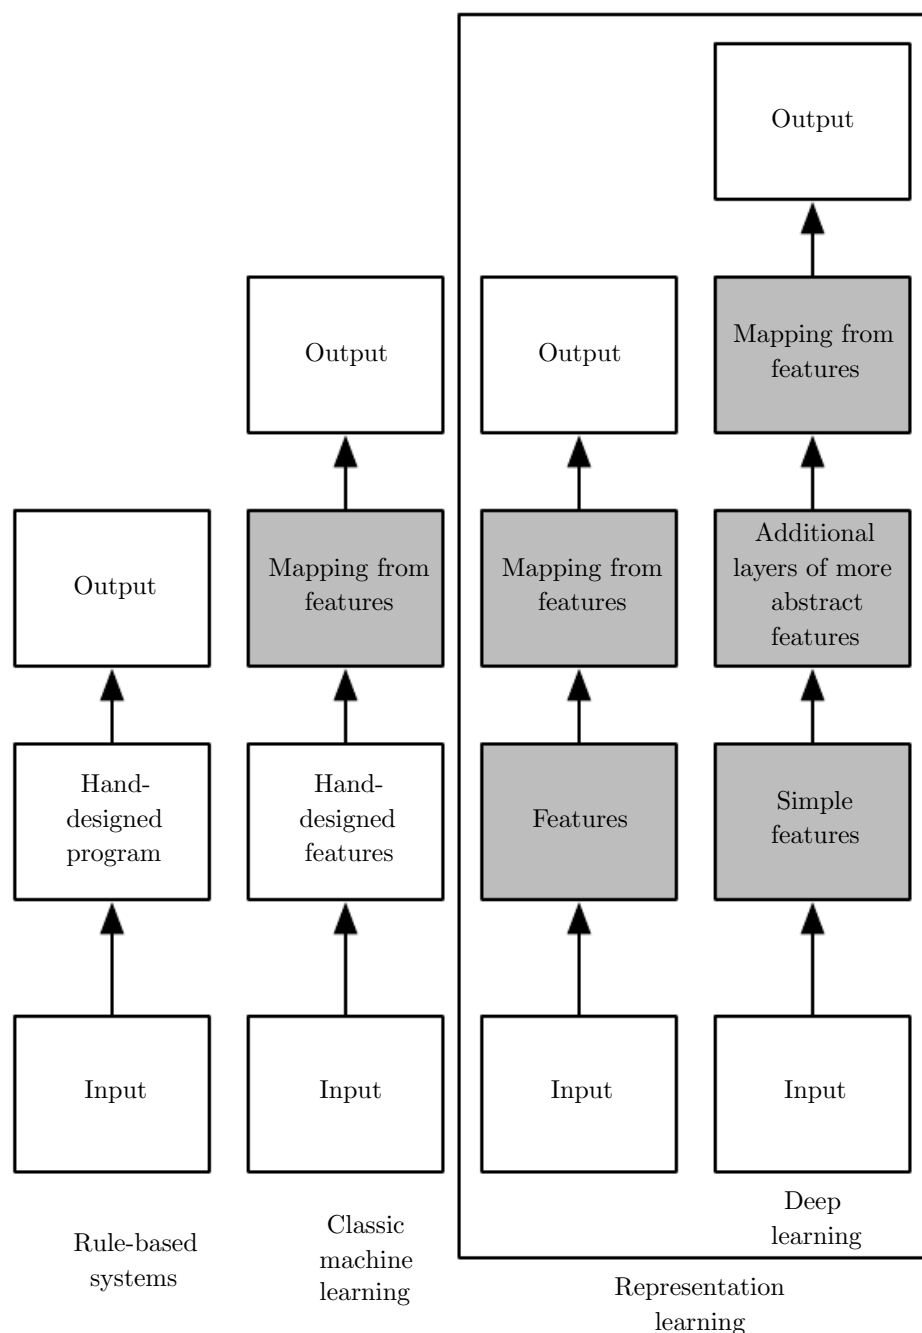 Output
Output
Output
Mapping from
features
Output
Mapping from
features
Mapping from
features
Additional
layers of more
abstract
features
Hand-
designed
program
Hand-
designed
features
Features
Simple
features
Input
Input
Input
Input
Rule-based
systems
Classic
machine
learning
Deep
learning
Representation
learning